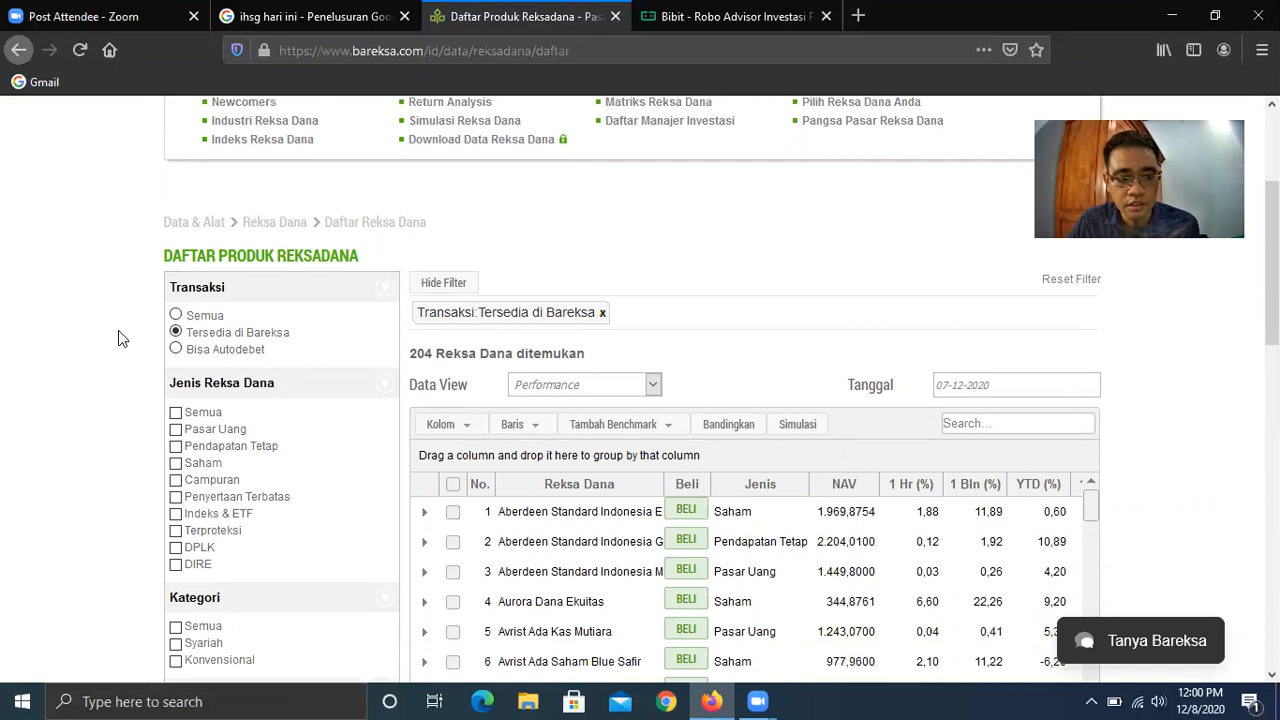 Post Attendee - Zoom
ihsg hari ini - Penelusuran Goo
Daftar Produk Reksadana - Pas
Bibit - Robo Advisor Investasi
https://www.bareksa.com/id/data/reksadana/daftar
Gmail
Newcomers
Return Analysis
Matriks Reksa Dana
Pilih Reksa Dana Anda
Industri Reksa Dana
Simulasi Reksa Dana
Daftar Manajer Investasi
Pangsa Pasar Reksa Dana
Indeks Reksa Dana
Download Data Reksa Dana
Data & Alat > Reksa Dana > Daftar Reksa Dana
DAFTAR PRODUK REKSADANA
Transaksi
Semua
Tersedia di Bareksa
Bisa Autodebet
Jenis Reksa Dana
Semua
Pasar Uang
Pendapatan Tetap
Saham
Campuran
Penyertaan Terbatas
Indeks & ETF
Terproteksi
DPLK
DIRE
Kategori
Semua
Syariah
Konvensional
Hide Filter
Reset Filter
Transaksi:Tersedia di Bareksa x
204 Reksa Dana ditemukan
Data View Performance Tanggal 07-12-2020
Kolom Baris Tambah Benchmark Bandingkan Simulasi Search...
Drag a column and drop it here to group by that column
No. Reksa Dana Beli Jenis NAV 1 Hr (%) 1 Bln (%) YTD (%)
1 Aberdeen Standard Indonesia E BELI Saham 1.969,8754 1,88 11,89 0,60
2 Aberdeen Standard Indonesia G BELI Pendapatan Tetap 2.204,0100 0,12 1,92 10,89
3 Aberdeen Standard Indonesia M BELI Pasar Uang 1.449,8000 0,03 0,26 4,20
4 Aurora Dana Ekuitas BELI Saham 344,8761 6,60 22,26 9,20
5 Avrist Ada Kas Mutiara BELI Pasar Uang 1.243,0700 0,04 0,41 5,3
6 Avrist Ada Saham Blue Safir BELI Saham 977,9600 2,10 11,22 -6,2
Tanya Bareksa
Type here to search
12:00 PM
12/8/2020
1